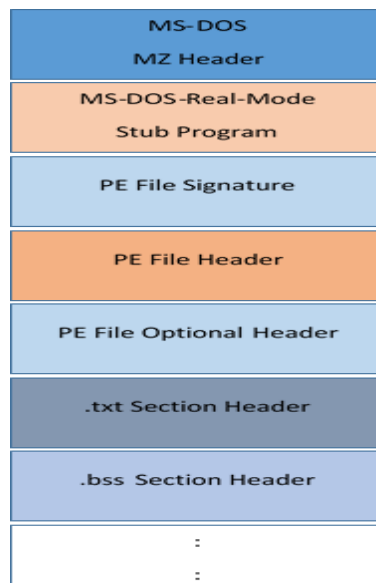 MS-DOS
MZ Header
MS-DOS-Real-Mode
Stub Program
PE File Signature
PE File Header
PE File Optional Header
.txt Section Header
.bss Section Header
:
: